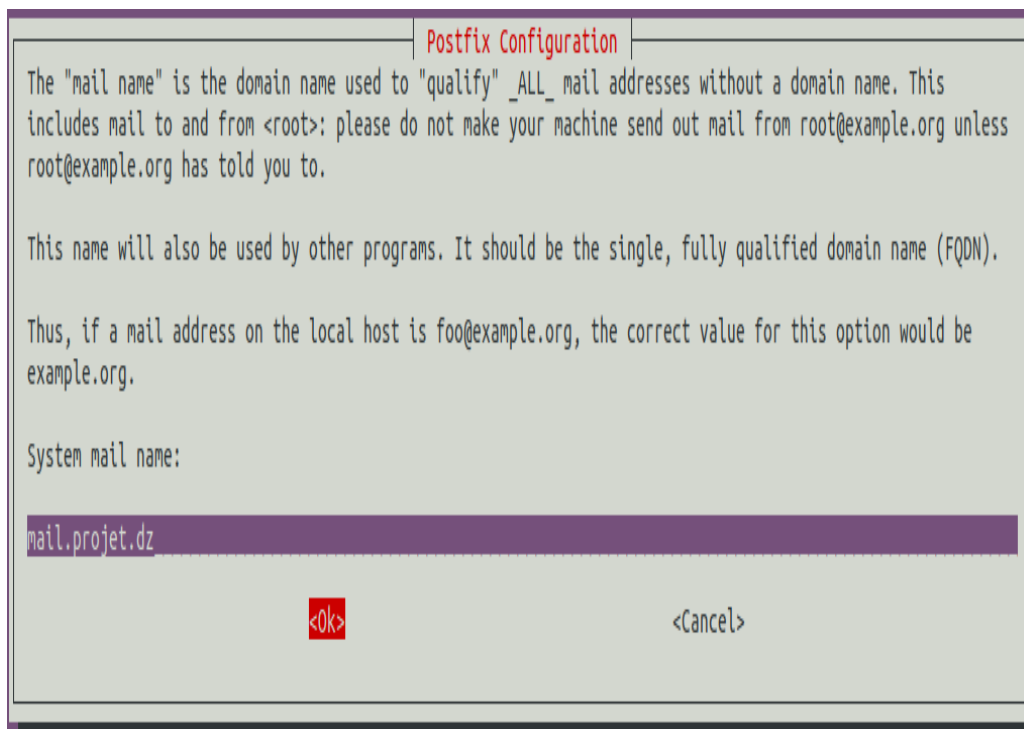 Postfix Configuration
The "mail name" is the domain name used to "qualify" _ALL_ mail addresses without a domain name. This
includes mail to and from <root>: please do not make your machine send out mail from root@example.org unless
root@example.org has told you to.
This name will also be used by other programs. It should be the single, fully qualified domain name (FQDN).
Thus, if a mail address on the local host is foo@example.org, the correct value for this option would be
example.org.
System mail name:
mail.projet.dz
<Ok> <Cancel>